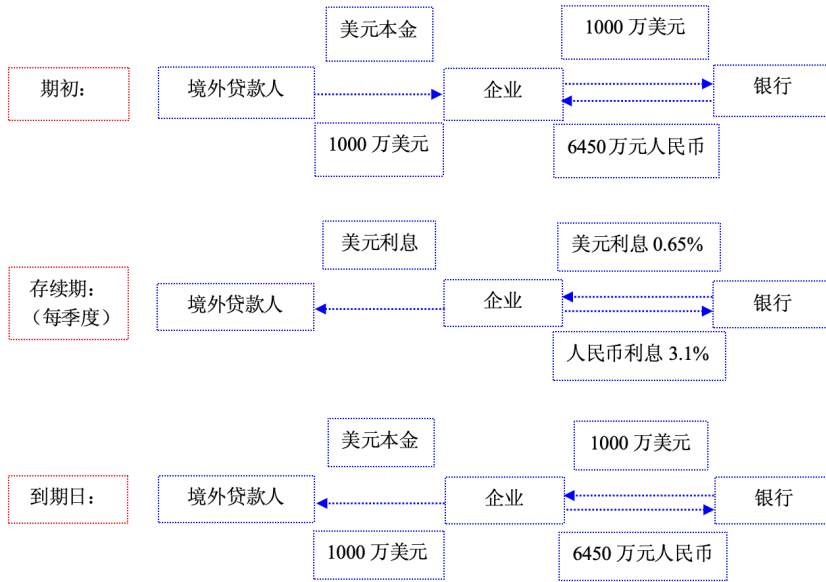 美元本金
1000 万美元
期初：
境外贷款人
企业
银行
1000 万美元
6450 万元人民币
美元利息
美元利息 0.65%
存续期：
（每季度）
境外贷款人
企业
银行
人民币利息 3.1%
美元本金
1000 万美元
到期日：
境外贷款人
企业
银行
1000 万美元
6450 万元人民币